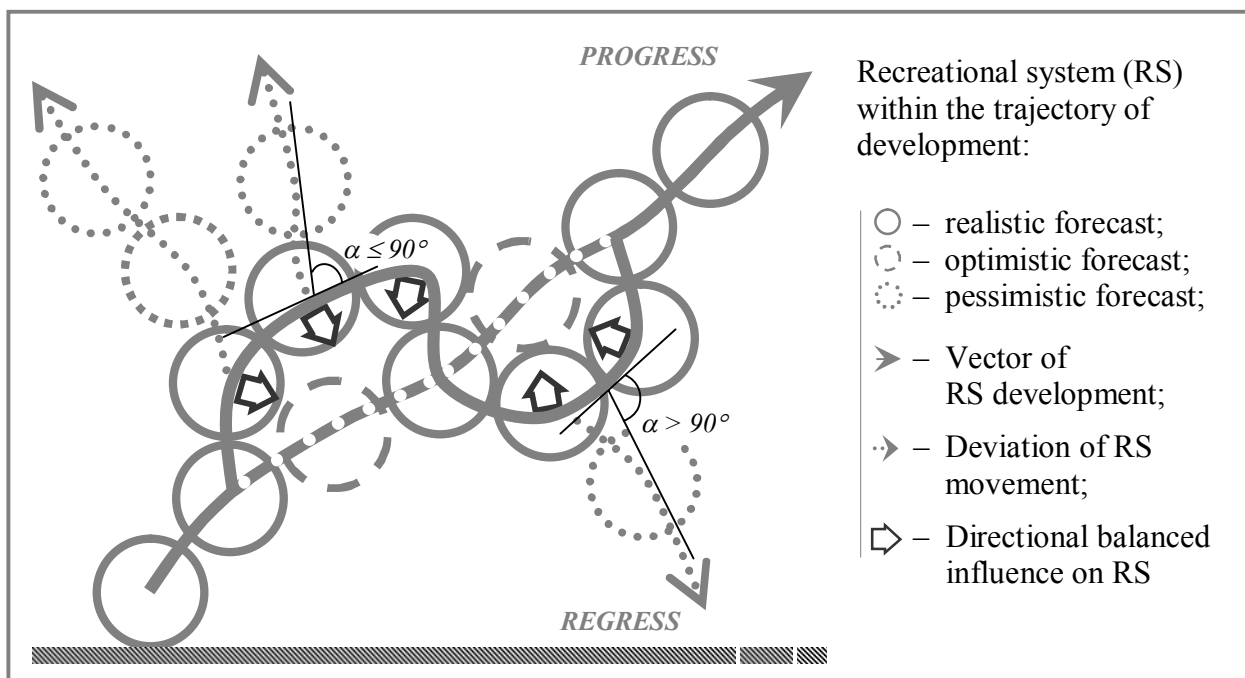 PROGRESS
α ≤ 90°
α > 90°
REGRESS
Recreational system (RS)
within the trajectory of
development:
– realistic forecast;
– optimistic forecast;
– pessimistic forecast;
– Vector of
RS development;
– Deviation of RS
movement;
– Directional balanced
influence on RS